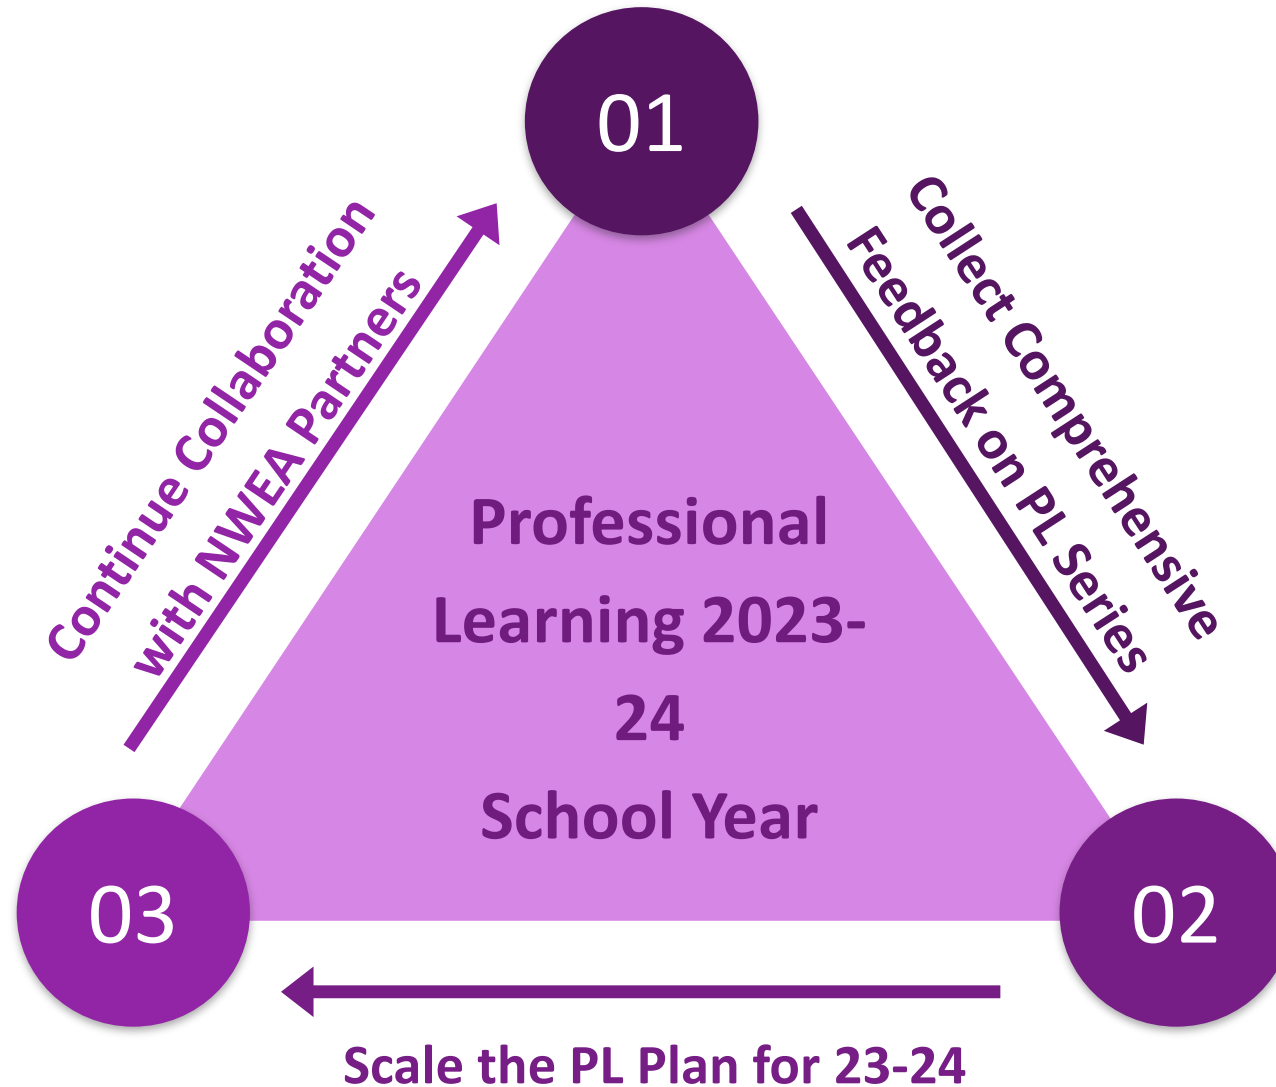 01
Collect Comprehensive
Feedback on PL Series
Continue Collaboration
with NWEA Partners
Professional
Learning 2023-
24
School Year
03
02
Scale the PL Plan for 23-24